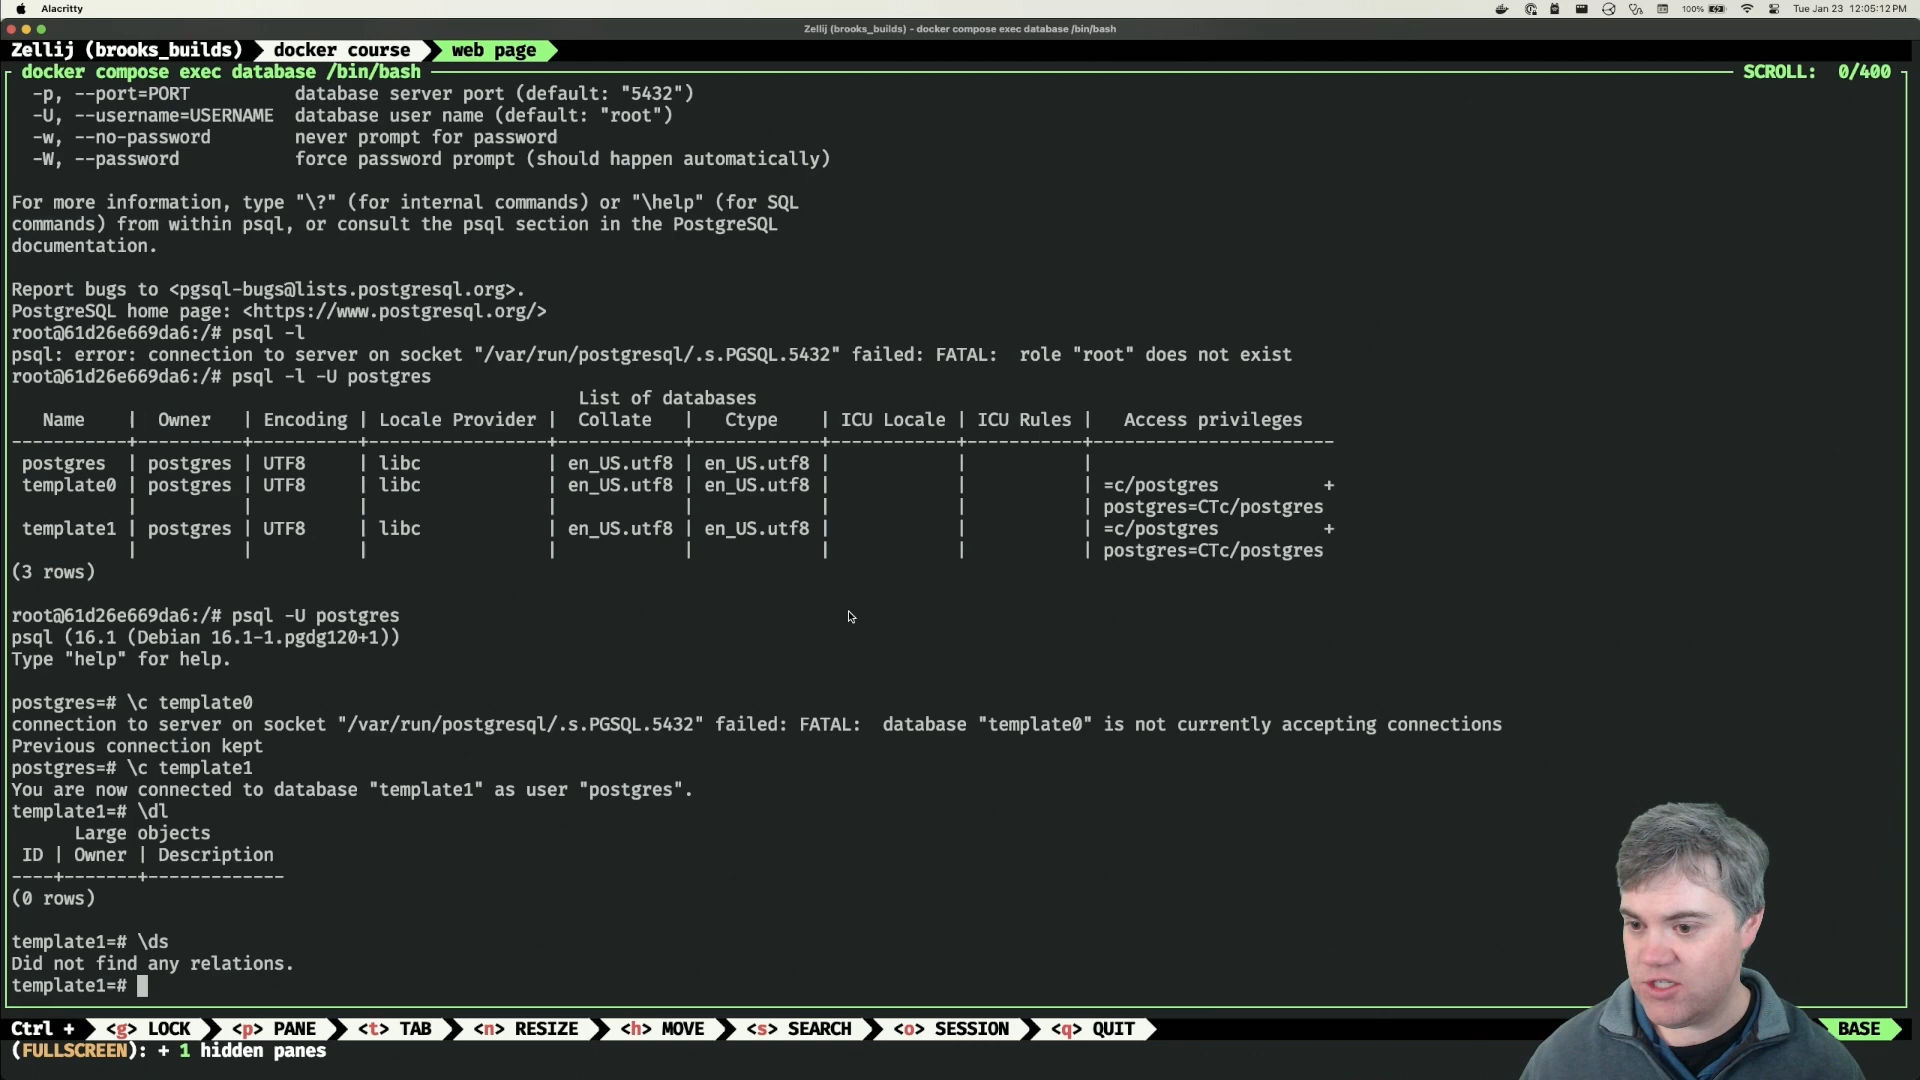 Alacritty
100%
Tue Jan 23 12:05:12 PM
Zellij (brooks_builds) - docker compose exec database /bin/bash
Zellij (brooks_builds) docker course web page
docker compose exec database /bin/bash SCROLL: 0/400
-p, --port=PORT database server port (default: "5432")
-U, --username=USERNAME database user name (default: "root")
-w, --no-password never prompt for password
-W, --password force password prompt (should happen automatically)
For more information, type "\?" (for internal commands) or "\help" (for SQL
commands) from within psql, or consult the psql section in the PostgreSQL
documentation.
Report bugs to <pgsql-bugs@lists.postgresql.org>.
PostgreSQL home page: <https://www.postgresql.org/>
root@61d26e669da6:/# psql -l
psql: error: connection to server on socket "/var/run/postgresql/.s.PGSQL.5432" failed: FATAL:  role "root" does not exist
root@61d26e669da6:/# psql -l -U postgres
List of databases
Name | Owner | Encoding | Locale Provider | Collate | Ctype | ICU Locale | ICU Rules | Access privileges
-----------+----------+----------+-----------------+------------+------------+------------+-----------+-----------------------
postgres | postgres | UTF8 | libc | en_US.utf8 | en_US.utf8 | | |
template0 | postgres | UTF8 | libc | en_US.utf8 | en_US.utf8 | | | =c/postgres +
| | | | | | | | postgres=CTc/postgres
template1 | postgres | UTF8 | libc | en_US.utf8 | en_US.utf8 | | | =c/postgres +
| | | | | | | | postgres=CTc/postgres
(3 rows)
root@61d26e669da6:/# psql -U postgres
psql (16.1 (Debian 16.1-1.pgdg120+1))
Type "help" for help.
postgres=# \c template0
connection to server on socket "/var/run/postgresql/.s.PGSQL.5432" failed: FATAL:  database "template0" is not currently accepting connections
Previous connection kept
postgres=# \c template1
You are now connected to database "template1" as user "postgres".
template1=# \dl
Large objects
ID | Owner | Description
----+-------+-------------
(0 rows)
template1=# \ds
Did not find any relations.
template1=#
Ctrl + <g> LOCK <p> PANE <t> TAB <n> RESIZE <h> MOVE <s> SEARCH <o> SESSION <q> QUIT BASE
(FULLSCREEN): + 1 hidden panes